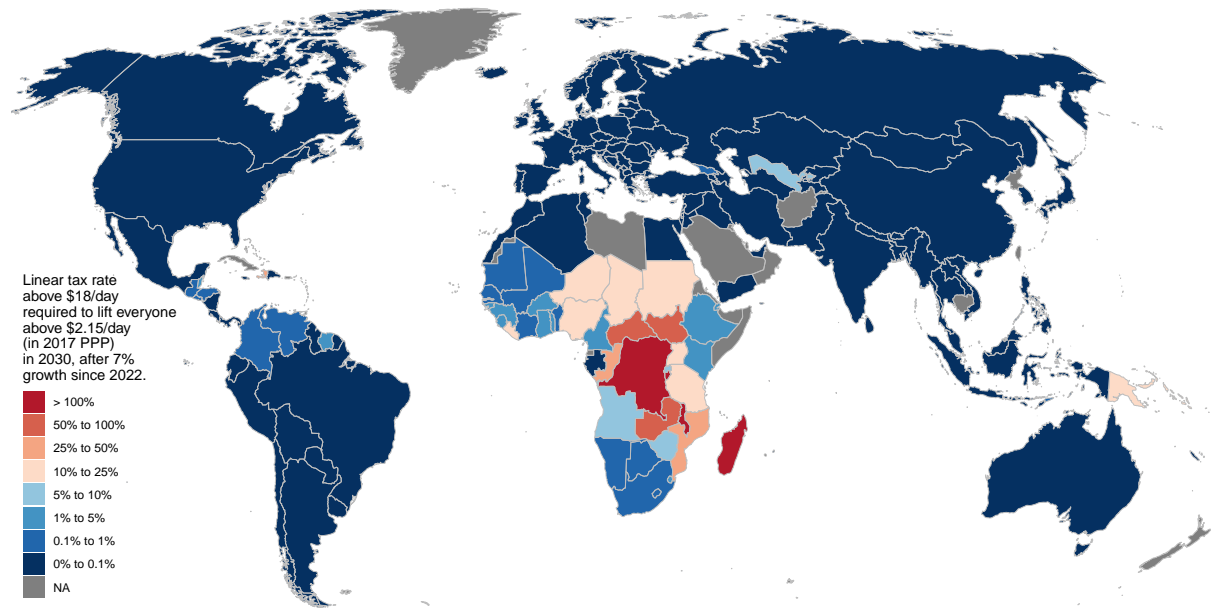 Linear tax rate
above $18/day
required to lift everyone
above $2.15/day
(in 2017 PPP)
in 2030, after 7%
growth since 2022.
> 100%
50% to 100%
25% to 50%
10% to 25%
5% to 10%
1% to 5%
0.1% to 1%
0% to 0.1%
NA